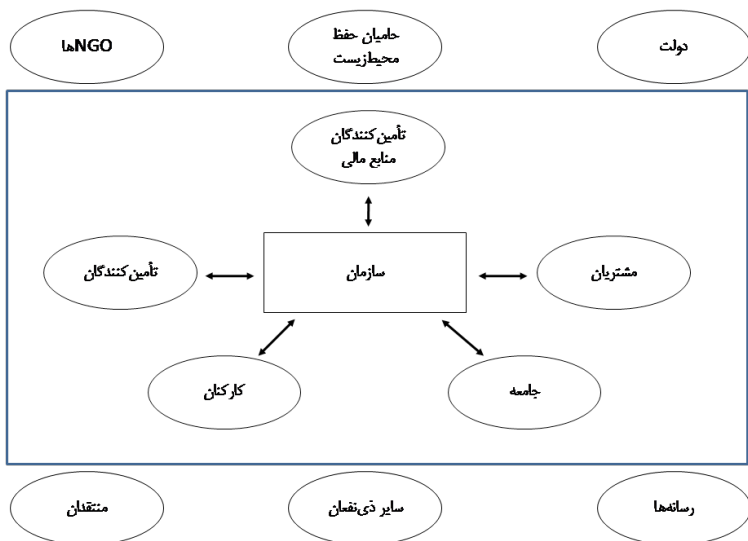 دولت
حامیان حفظ
محیط‌زیست
NGOها
تأمین‌کنندگان
منابع مالی
مشتریان
سازمان
تأمین‌کنندگان
جامعه
کارکنان
رسانه‌ها
سایر ذی‌نفعان
منتقدان